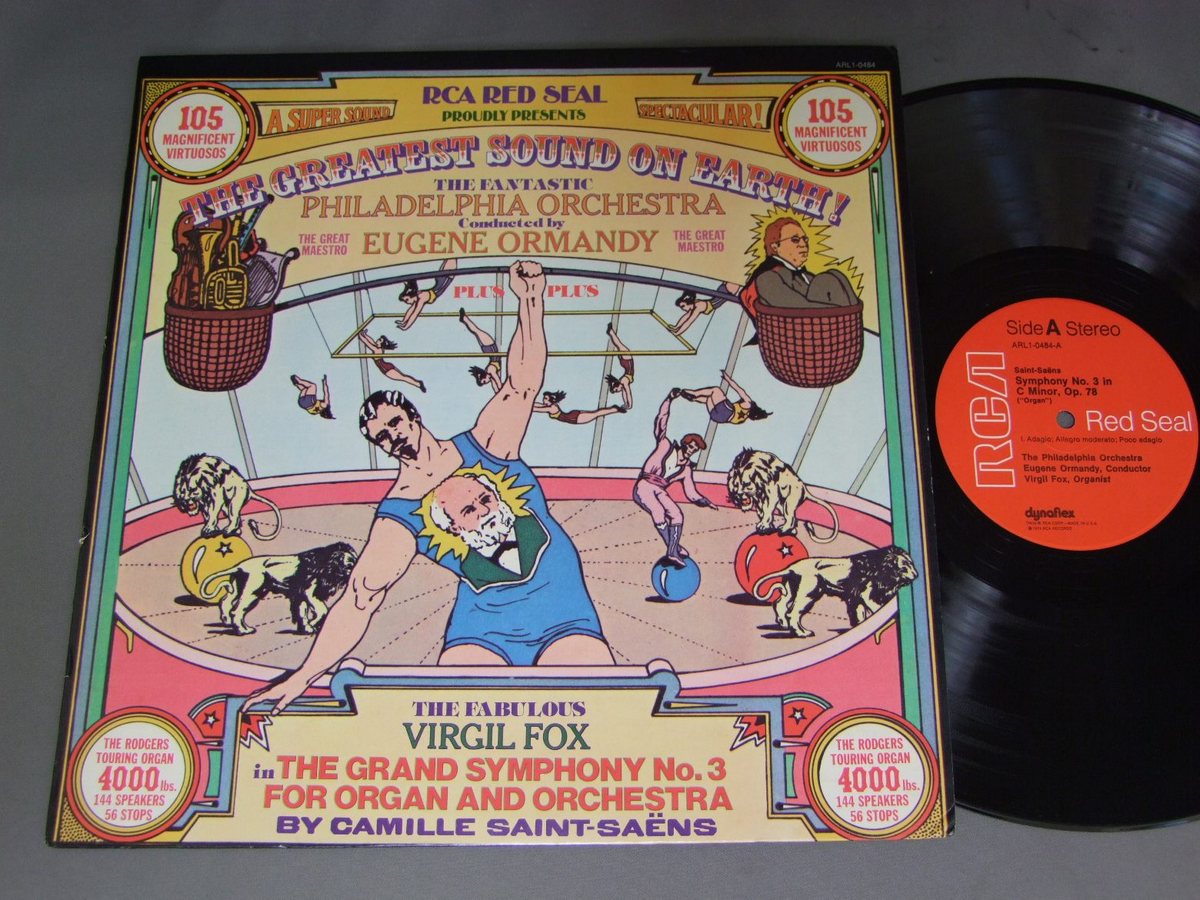 ARL1-0484
105
MAGNIFICENT
VIRTUOSOS
A SUPER SOUND
RCA RED SEAL
PROUDLY PRESENTS
SPECTACULAR!
105
MAGNIFICENT
VIRTUOSOS
THE GREATEST SOUND ON EARTH!
THE FANTASTIC
PHILADELPHIA ORCHESTRA
Conducted by
THE GREAT
MAESTRO
EUGENE ORMANDY
THE GREAT
MAESTRO
PLUS PLUS
THE FABULOUS
VIRGIL FOX
in THE GRAND SYMPHONY No. 3
FOR ORGAN AND ORCHESTRA
BY CAMILLE SAINT-SAËNS
THE RODGERS
TOURING ORGAN
4000 lbs.
144 SPEAKERS
56 STOPS
THE RODGERS
TOURING ORGAN
4000 lbs.
144 SPEAKERS
56 STOPS
Side A Stereo
ARL1-0484-A
Saint-Saëns
Symphony No. 3 in
C Minor, Op. 78
("Organ")
RCA
Red Seal
I. Adagio; Allegro moderato; Poco adagio
The Philadelphia Orchestra
Eugene Ormandy, Conductor
Virgil Fox, Organist
dynaflex